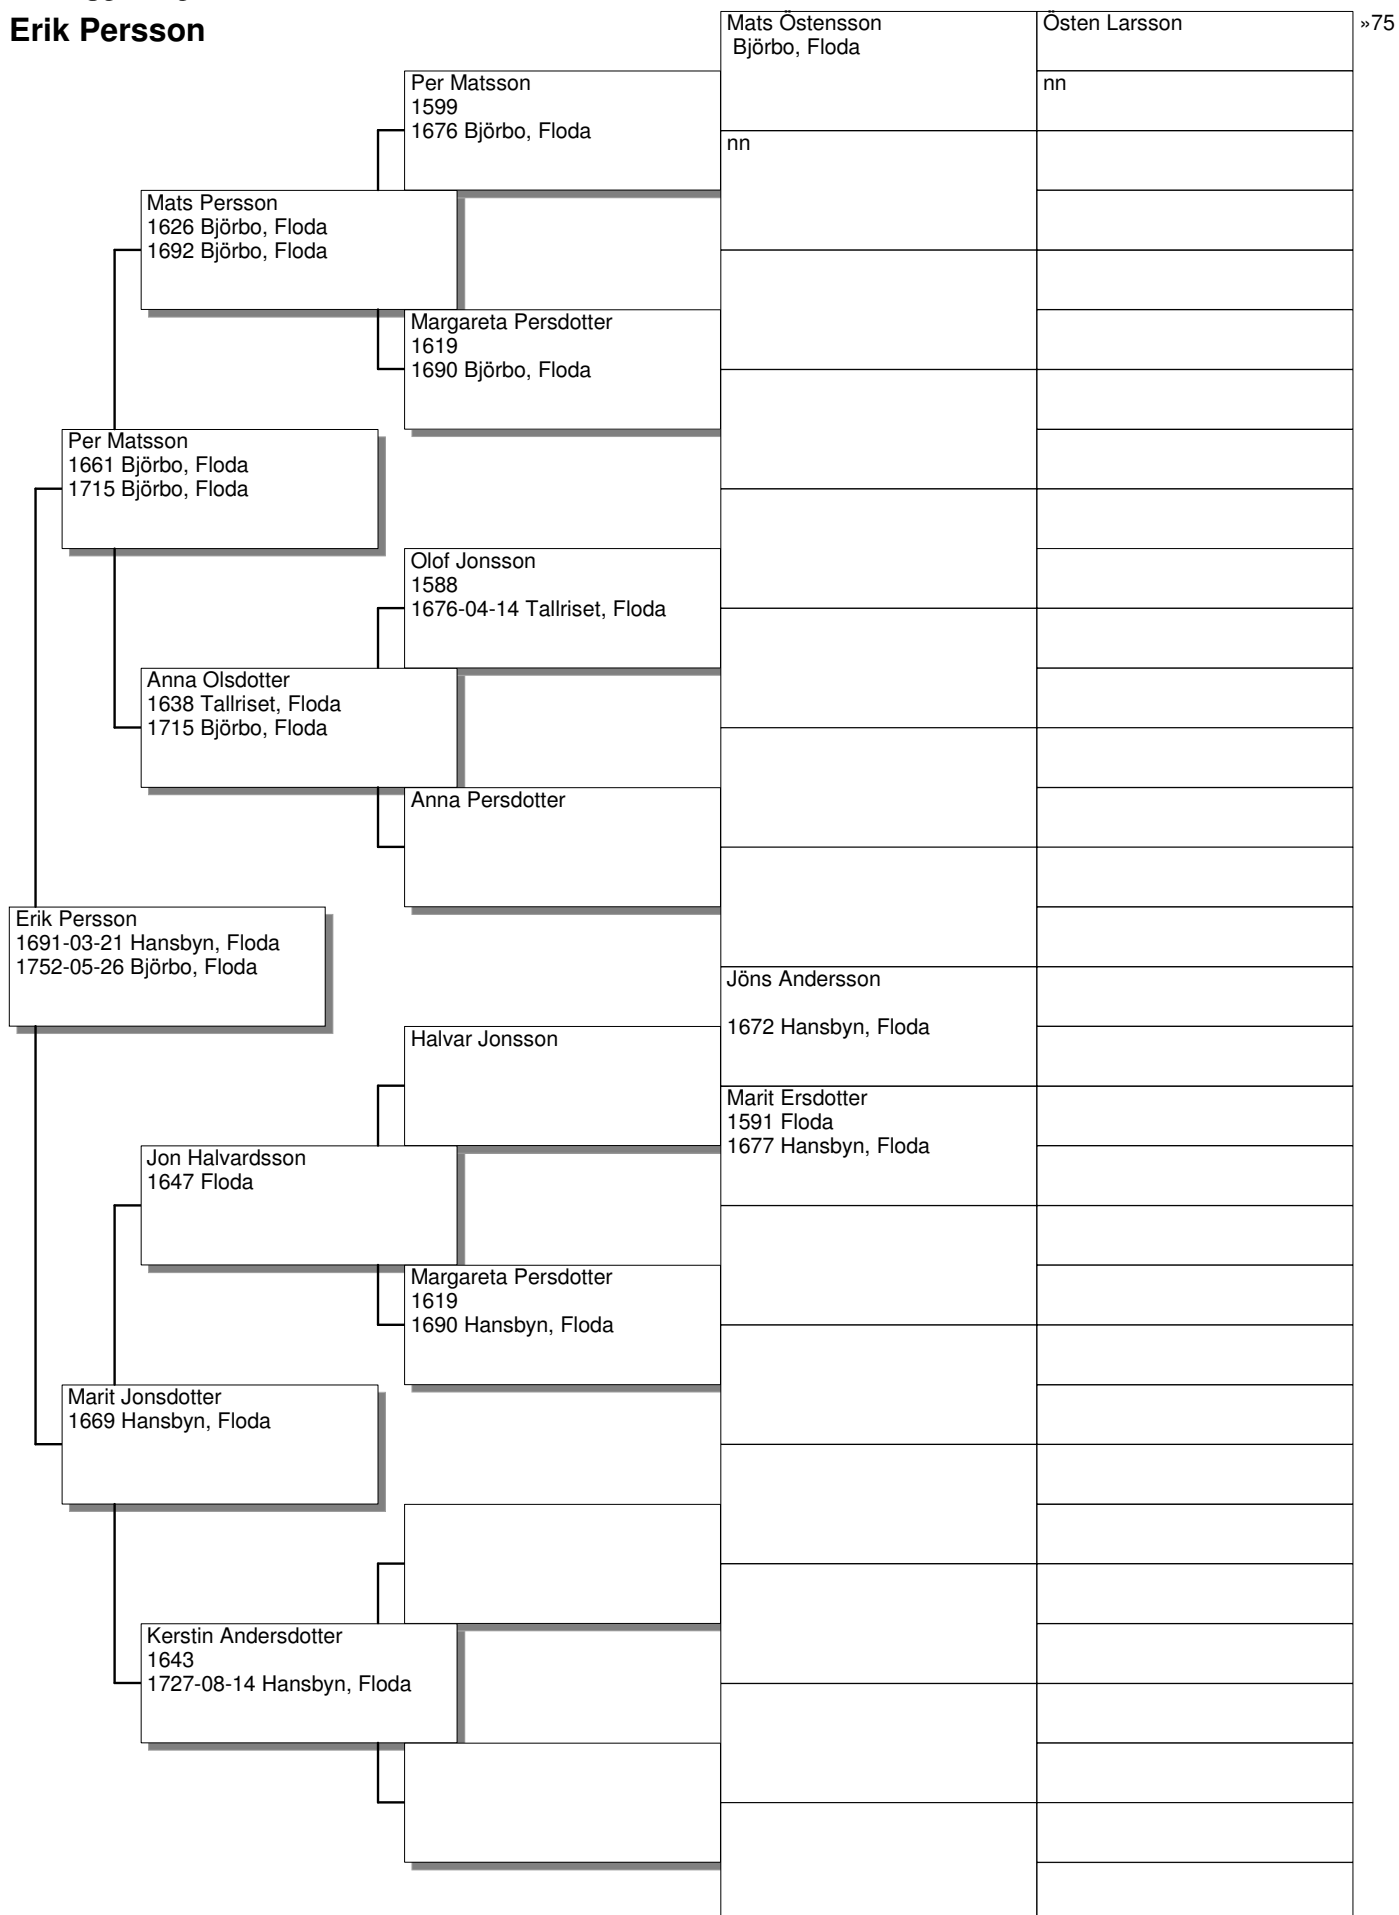 Erik Persson
Mats Östensson
Björbo, Floda
Östen Larsson
»75
nn
Per Matsson
1599
1676 Björbo, Floda
nn
Mats Persson
1626 Björbo, Floda
1692 Björbo, Floda
Margareta Persdotter
1619
1690 Björbo, Floda
Per Matsson
1661 Björbo, Floda
1715 Björbo, Floda
Olof Jonsson
1588
1676-04-14 Tallriset, Floda
Anna Olsdotter
1638 Tallriset, Floda
1715 Björbo, Floda
Anna Persdotter
Erik Persson
1691-03-21 Hansbyn, Floda
1752-05-26 Björbo, Floda
Jöns Andersson
1672 Hansbyn, Floda
Halvar Jonsson
Marit Ersdotter
1591 Floda
1677 Hansbyn, Floda
Jon Halvardsson
1647 Floda
Margareta Persdotter
1619
1690 Hansbyn, Floda
Marit Jonsdotter
1669 Hansbyn, Floda
Kerstin Andersdotter
1643
1727-08-14 Hansbyn, Floda